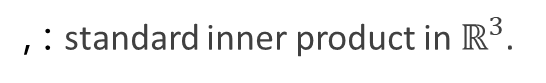 , : standard inner product in ℝ³.